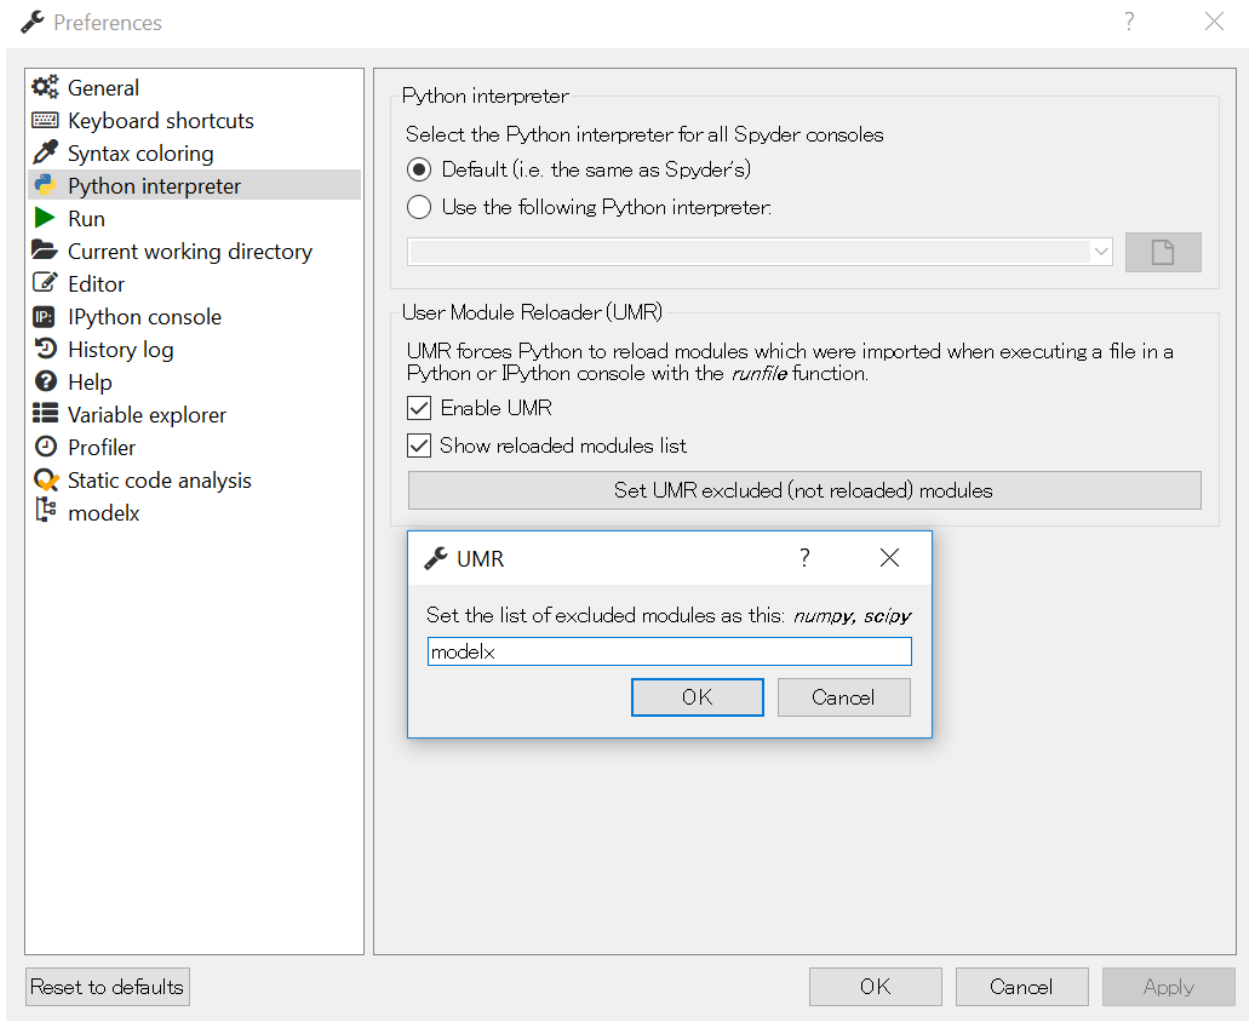 Preferences
?
General
Keyboard shortcuts
Syntax coloring
Python interpreter
Run
Current working directory
Editor
IP:
IPython console
History log
Help
Variable explorer
Profiler
Static code analysis
modelx
Python interpreter
Select the Python interpreter for all Spyder consoles
Default (i.e. the same as Spyder's)
Use the following Python interpreter:
User Module Reloader (UMR)
UMR forces Python to reload modules which were imported when executing a file in a
Python or IPython console with the runfile function.
Enable UMR
Show reloaded modules list
Set UMR excluded (not reloaded) modules
UMR ?
Set the list of excluded modules as this: numpy, scipy
modelx
OK Cancel
Reset to defaults OK Cancel Apply